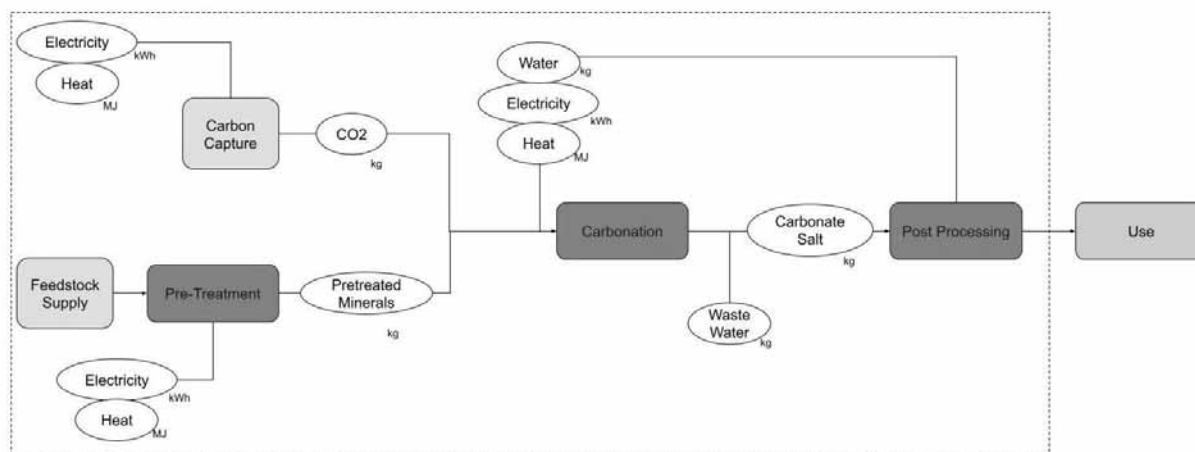 Electricity
kWh
Heat
MJ
Carbon
Capture
CO2
kg
Water
kg
Electricity
kWh
Heat
MJ
Feedstock
Supply
Pre-Treatment
Pretreated
Minerals
kg
Electricity
kWh
Heat
MJ
Carbonation
Carbonate
Salt
kg
Waste
Water
kg
Post Processing
Use